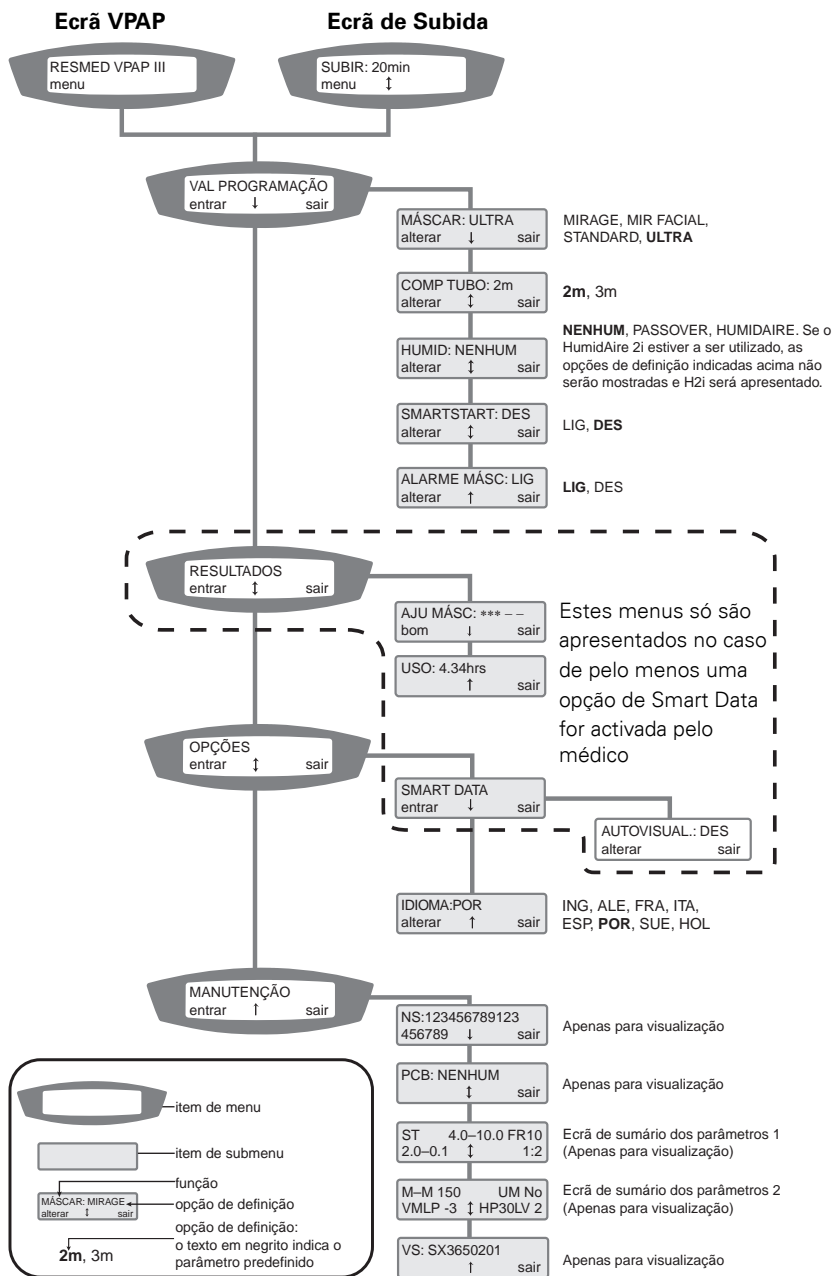 Ecrã VPAP
Ecrã de Subida
RESMED VPAP III
menu
SUBIR: 20min
menu ↕
VAL PROGRAMAÇÃO
entrar ↓ sair
MÁSCAR: ULTRA
alterar ↓ sair
MIRAGE, MIR FACIAL,
STANDARD, ULTRA
COMP TUBO: 2m
alterar ↕ sair
2m, 3m
HUMID: NENHUM
alterar ↕ sair
NENHUM, PASSOVER, HUMIDAIRE. Se o
HumidAire 2i estiver a ser utilizado, as
opções de definição indicadas acima não
serão mostradas e H2i será apresentado.
SMARTSTART: DES
alterar ↕ sair
LIG, DES
ALARME MÁSC: LIG
alterar ↑ sair
LIG, DES
RESULTADOS
entrar ↕ sair
AJU MÁSC: *** – –
bom ↓ sair
USO: 4.34hrs
↑ sair
Estes menus só são
apresentados no caso
de pelo menos uma
opção de Smart Data
for activada pelo
médico
OPÇÕES
entrar ↕ sair
SMART DATA
entrar ↓ sair
AUTOVISUAL.: DES
alterar sair
IDIOMA:POR
alterar ↑ sair
ING, ALE, FRA, ITA,
ESP, POR, SUE, HOL
MANUTENÇÃO
entrar ↑ sair
NS:123456789123
456789 ↓ sair
Apenas para visualização
PCB: NENHUM
↕ sair
Apenas para visualização
ST 4.0–10.0 FR10
2.0–0.1 ↕ 1:2
Ecrã de sumário dos parâmetros 1
(Apenas para visualização)
M–M 150 UM No
VMLP -3 ↕ HP30LV 2
Ecrã de sumário dos parâmetros 2
(Apenas para visualização)
VS: SX3650201
↑ sair
Apenas para visualização
item de menu
item de submenu
função
MÁSCAR: MIRAGE
alterar ↕ sair
opção de definição
opção de definição:
o texto em negrito indica o
parâmetro predefinido
2m, 3m